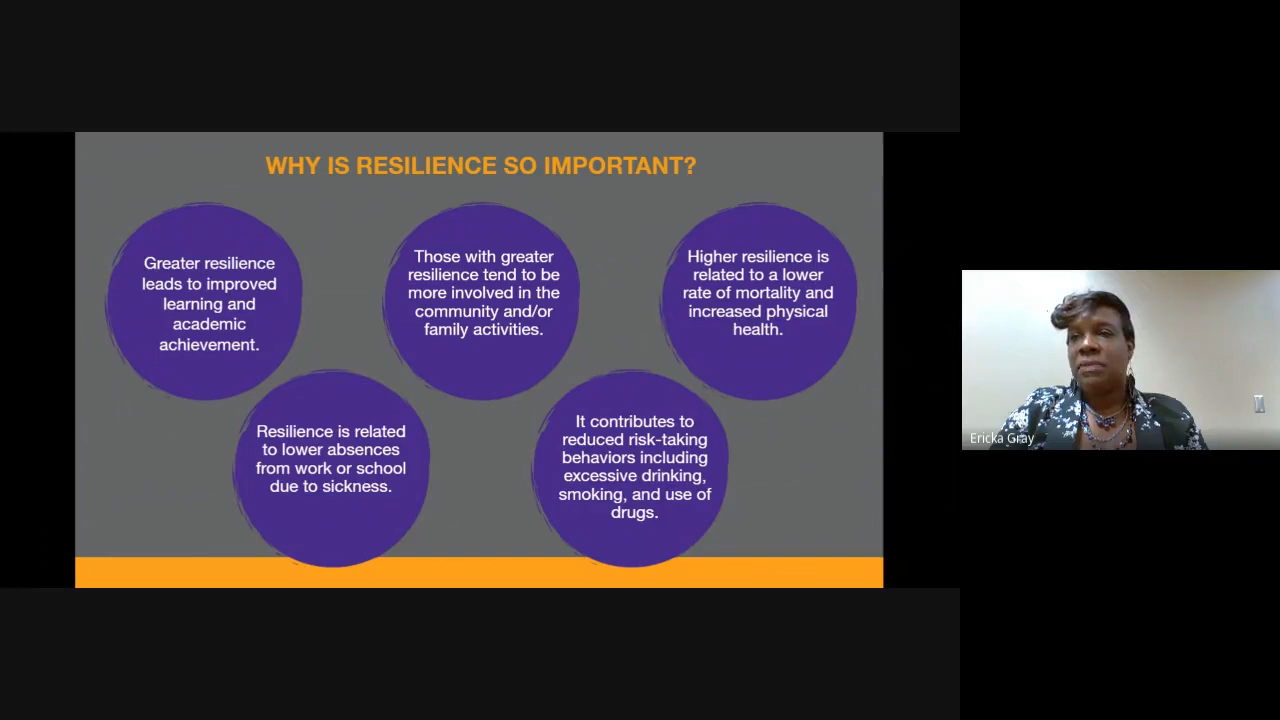 WHY IS RESILIENCE SO IMPORTANT?
Greater resilience
leads to improved
learning and
academic
achievement.
Those with greater
resilience tend to be
more involved in the
community and/or
family activities.
Higher resilience is
related to a lower
rate of mortality and
increased physical
health.
Resilience is related
to lower absences
from work or school
due to sickness.
It contributes to
reduced risk-taking
behaviors including
excessive drinking,
smoking, and use of
drugs.
Ericka Gray